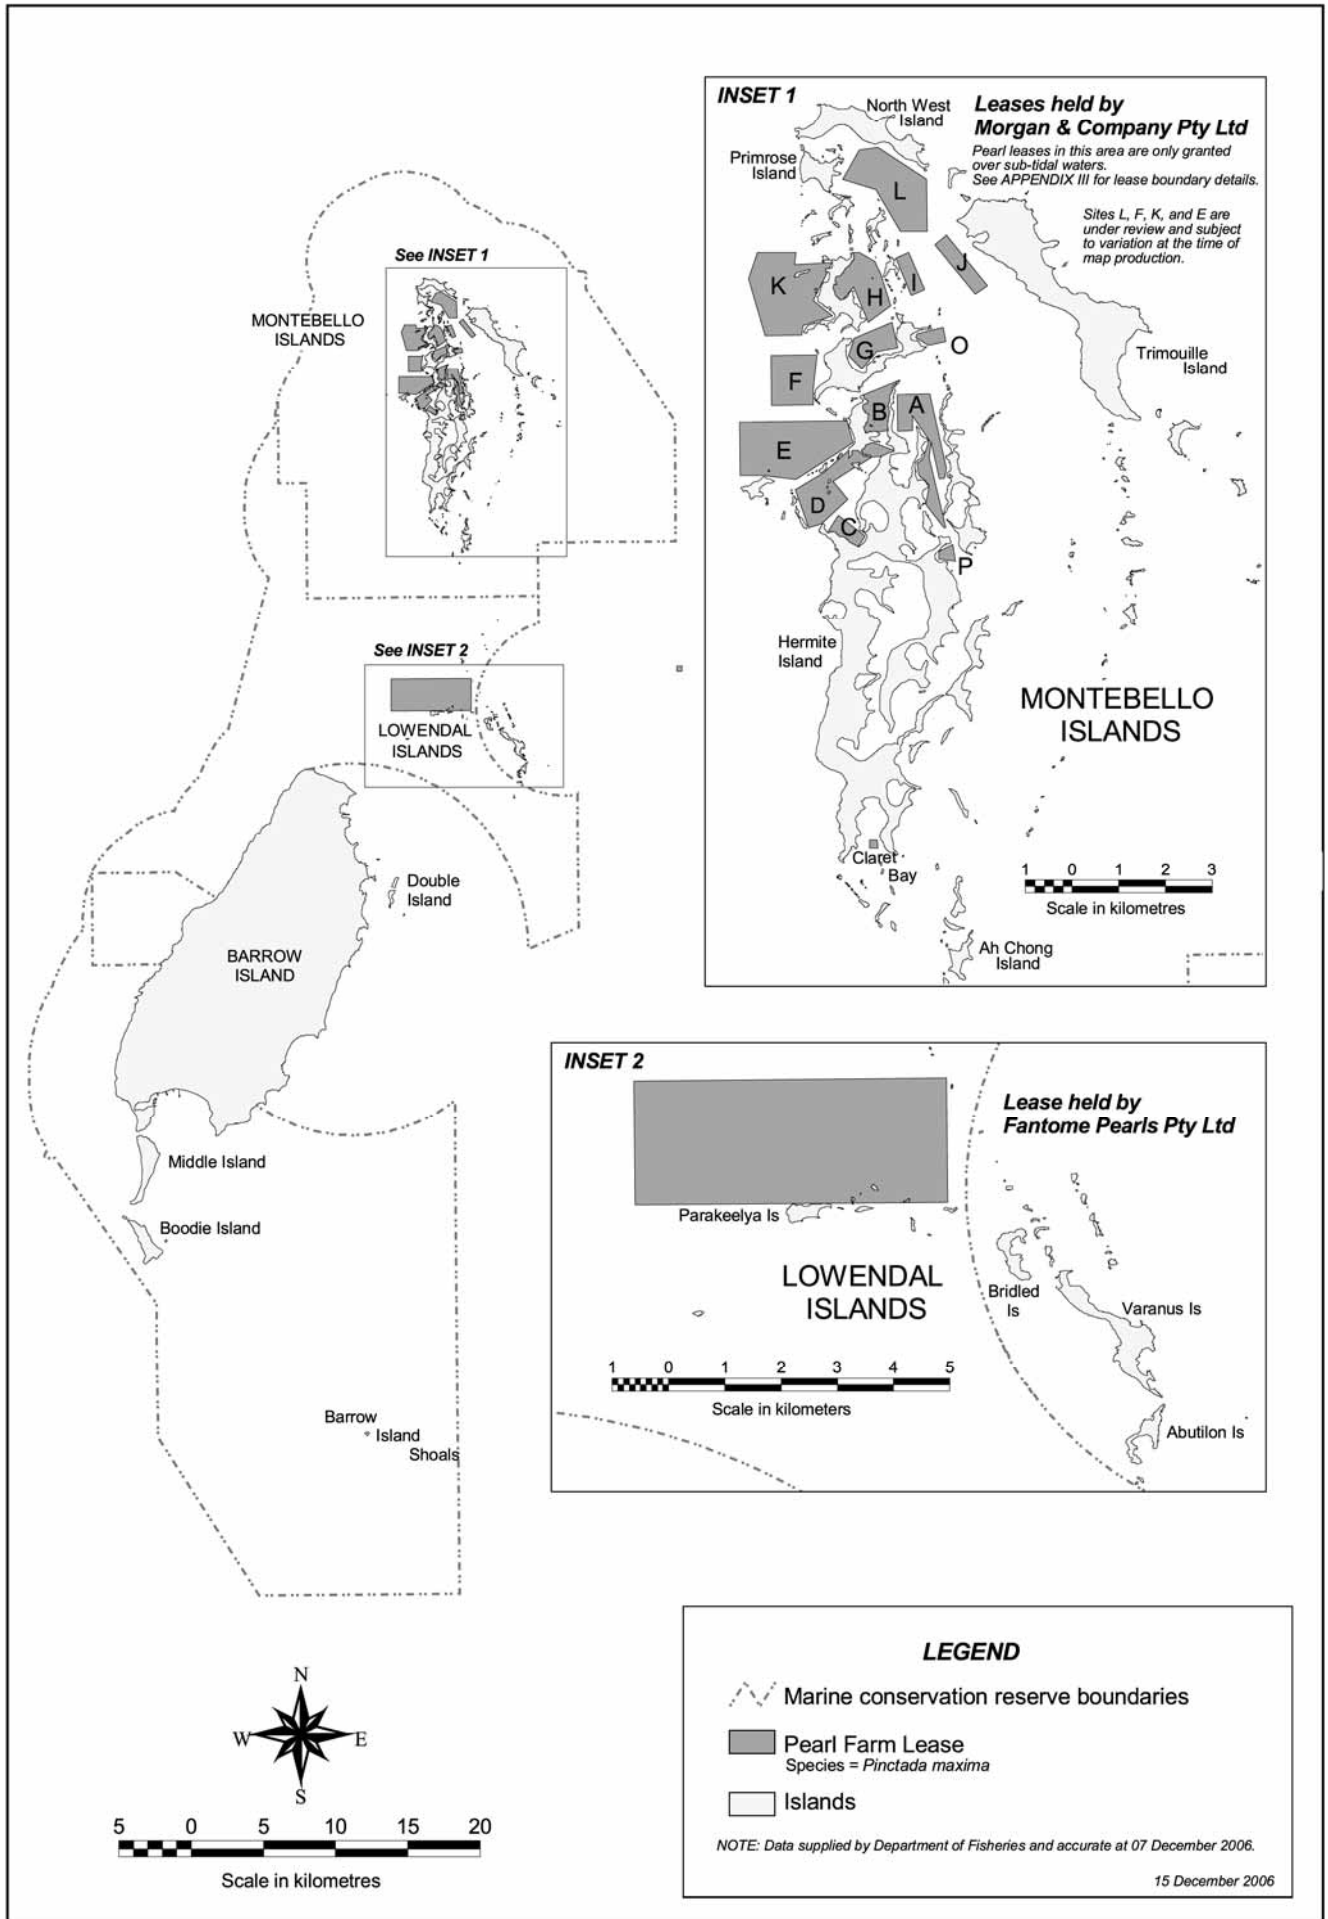 See INSET 1
MONTEBELLO
ISLANDS
See INSET 2
LOWENDAL
ISLANDS
Double
Island
BARROW
ISLAND
Middle Island
Boodie Island
Barrow
Island
Shoals
INSET 1
Leases held by
Morgan & Company Pty Ltd
Pearl leases in this area are only granted
over sub-tidal waters.
See APPENDIX III for lease boundary details.
Sites L, F, K, and E are
under review and subject
to variation at the time of
map production.
North West
Island
Primrose
Island
L
K
H
I
J
G
O
F
B
A
E
D
C
P
Trimouille
Island
Hermite
Island
MONTEBELLO
ISLANDS
Claret
Bay
1 0 1 2 3
Scale in kilometres
Ah Chong
Island
INSET 2
Lease held by
Fantome Pearls Pty Ltd
Parakeelya Is
LOWENDAL
ISLANDS
Bridled
Is
Varanus Is
Abutilon Is
1 0 1 2 3 4 5
Scale in kilometers
N
W E
S
5 0 5 10 15 20
Scale in kilometres
LEGEND
Marine conservation reserve boundaries
Pearl Farm Lease
Species = Pinctada maxima
Islands
NOTE: Data supplied by Department of Fisheries and accurate at 07 December 2006.
15 December 2006